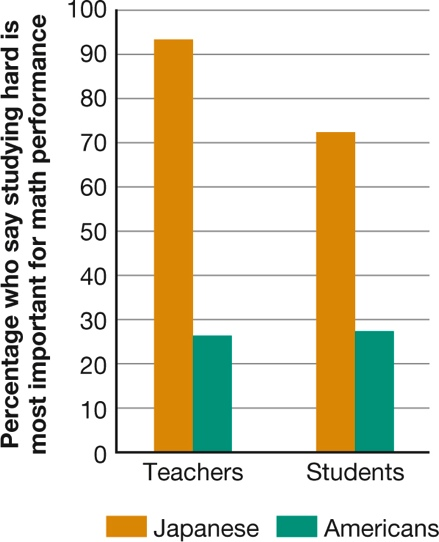 Percentage who say studying hard is
most important for math performance
100
90
80
70
60
50
40
30
20
10
0
Teachers Students
Japanese Americans